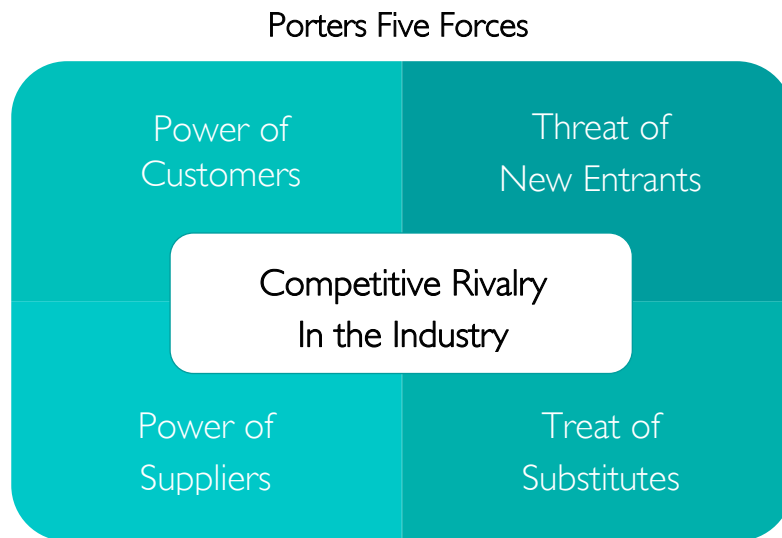 Porters Five Forces
Power of
Customers
Threat of
New Entrants
Competitive Rivalry
In the Industry
Power of
Suppliers
Treat of
Substitutes